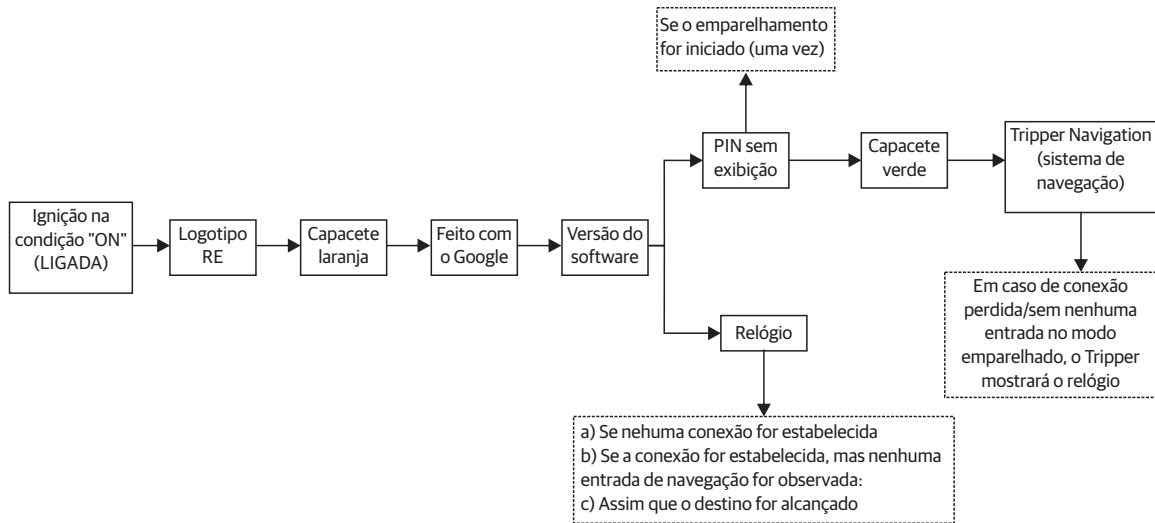 Se o emparelhamento
for iniciado (uma vez)
PIN sem
exibição
Capacete
verde
Tripper Navigation
(sistema de
navegação)
Ignição na
condição "ON"
(LIGADA)
Logotipo
RE
Capacete
laranja
Feito com
o Google
Versão do
software
Relógio
Em caso de conexão
perdida/sem nenhuma
entrada no modo
emparelhado, o Tripper
mostrará o relógio
a) Se nehuma conexão for estabelecida
b) Se a conexão for estabelecida, mas nenhuma
entrada de navegação for observada:
c) Assim que o destino for alcançado